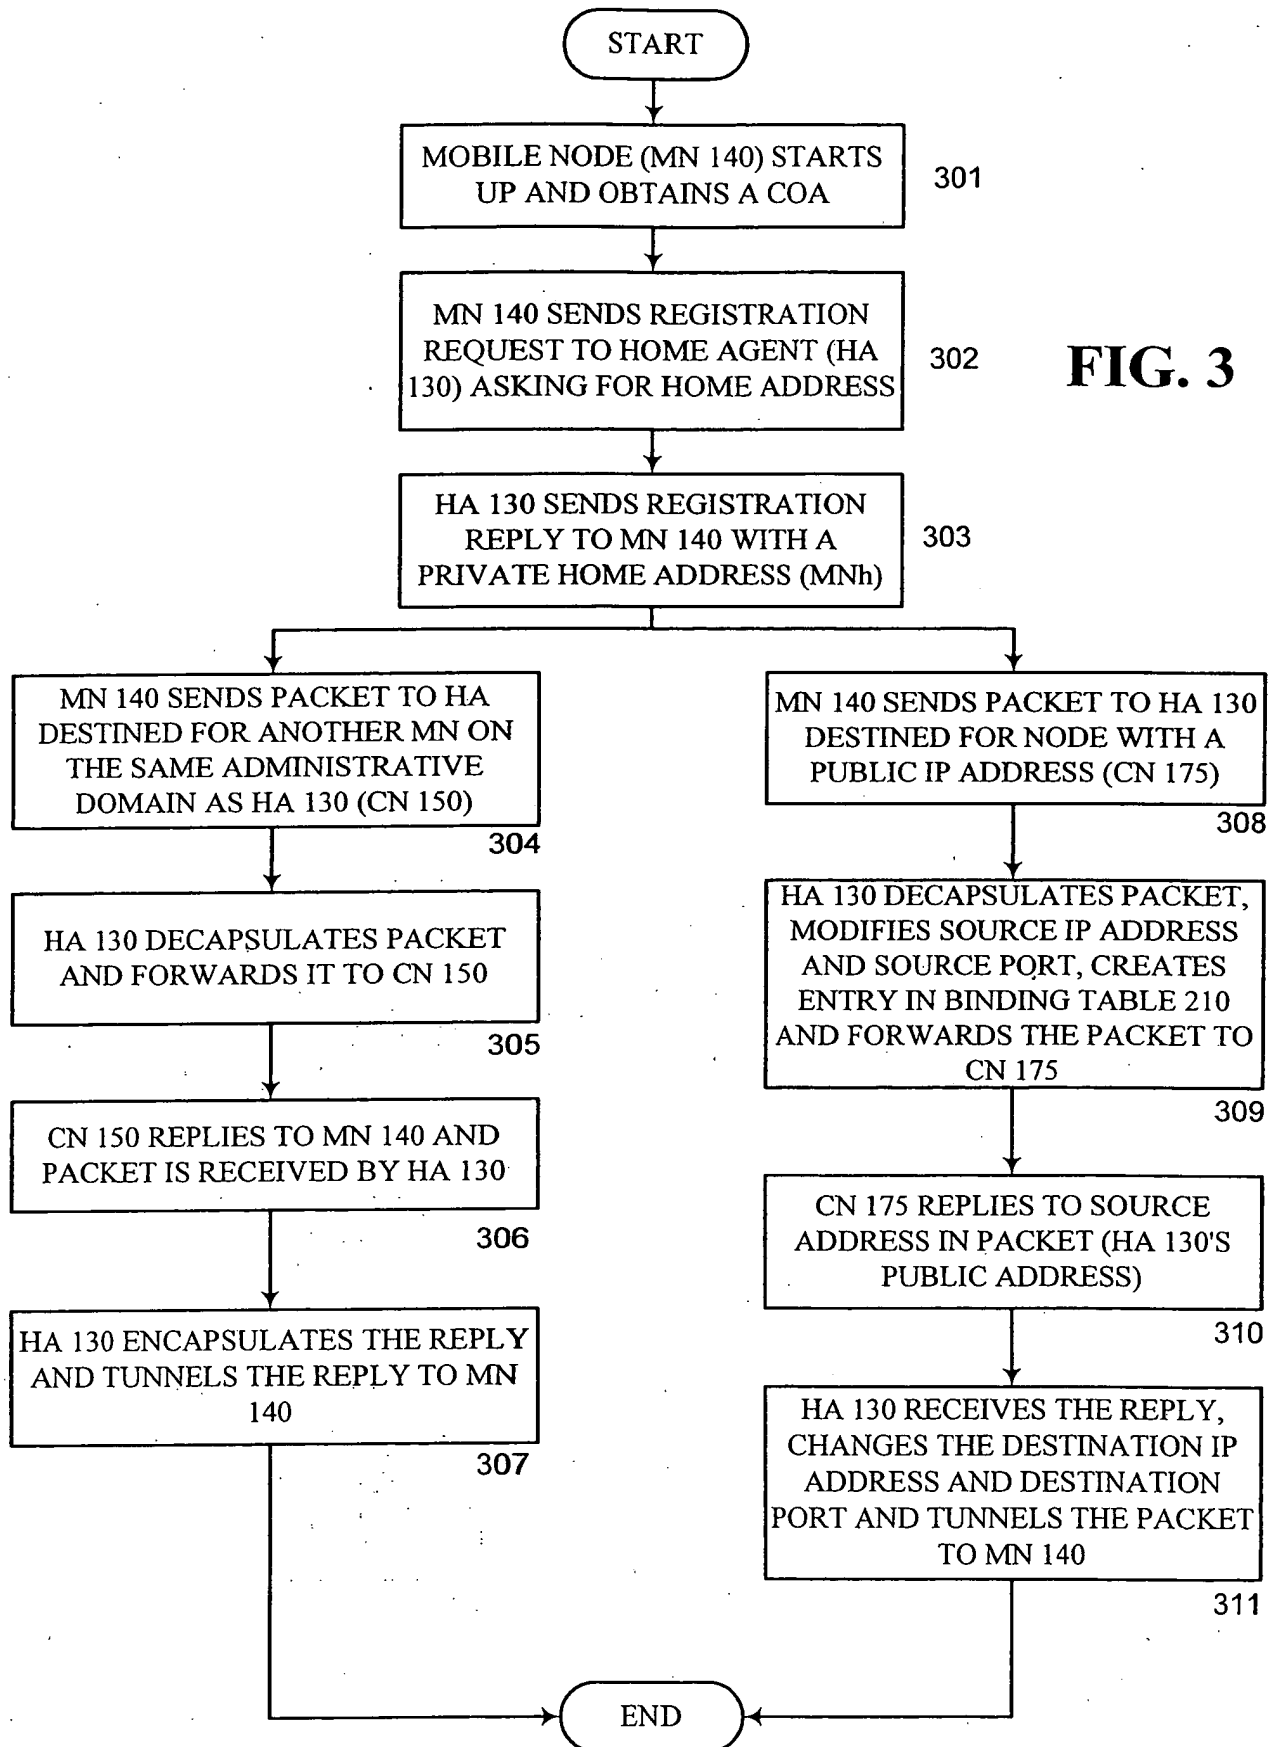 START
MOBILE NODE (MN 140) STARTS
UP AND OBTAINS A COA
301
MN 140 SENDS REGISTRATION
REQUEST TO HOME AGENT (HA
130) ASKING FOR HOME ADDRESS
302
FIG. 3
HA 130 SENDS REGISTRATION
REPLY TO MN 140 WITH A
PRIVATE HOME ADDRESS (MNh)
303
MN 140 SENDS PACKET TO HA
DESTINED FOR ANOTHER MN ON
THE SAME ADMINISTRATIVE
DOMAIN AS HA 130 (CN 150)
304
HA 130 DECAPSULATES PACKET
AND FORWARDS IT TO CN 150
305
CN 150 REPLIES TO MN 140 AND
PACKET IS RECEIVED BY HA 130
306
HA 130 ENCAPSULATES THE REPLY
AND TUNNELS THE REPLY TO MN
140
307
MN 140 SENDS PACKET TO HA 130
DESTINED FOR NODE WITH A
PUBLIC IP ADDRESS (CN 175)
308
HA 130 DECAPSULATES PACKET,
MODIFIES SOURCE IP ADDRESS
AND SOURCE PORT, CREATES
ENTRY IN BINDING TABLE 210
AND FORWARDS THE PACKET TO
CN 175
309
CN 175 REPLIES TO SOURCE
ADDRESS IN PACKET (HA 130'S
PUBLIC ADDRESS)
310
HA 130 RECEIVES THE REPLY,
CHANGES THE DESTINATION IP
ADDRESS AND DESTINATION
PORT AND TUNNELS THE PACKET
TO MN 140
311
END